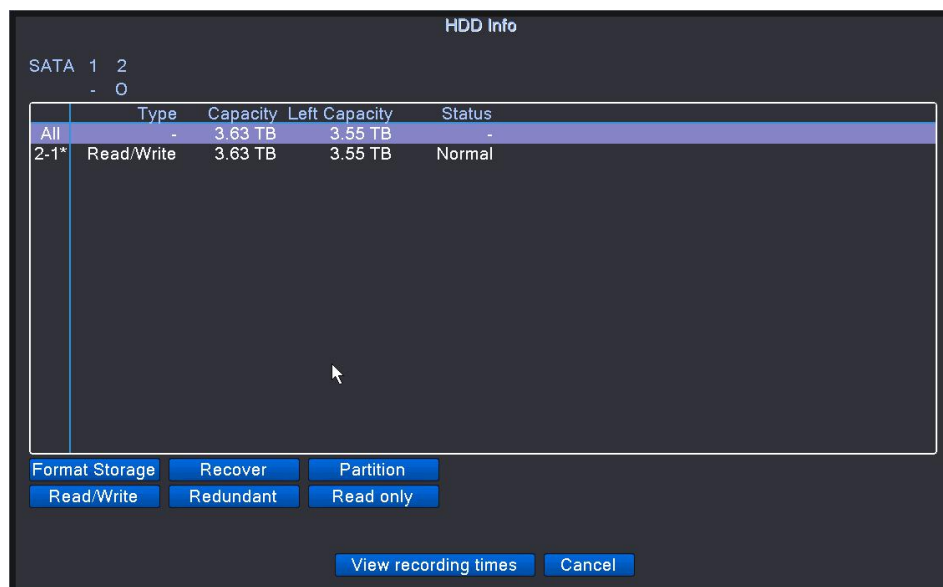 HDD Info
SATA 1 2
- O
Type Capacity Left Capacity Status
All - 3.63 TB 3.55 TB -
2-1* Read/Write 3.63 TB 3.55 TB Normal
Format Storage Recover Partition
Read/Write Redundant Read only
View recording times Cancel